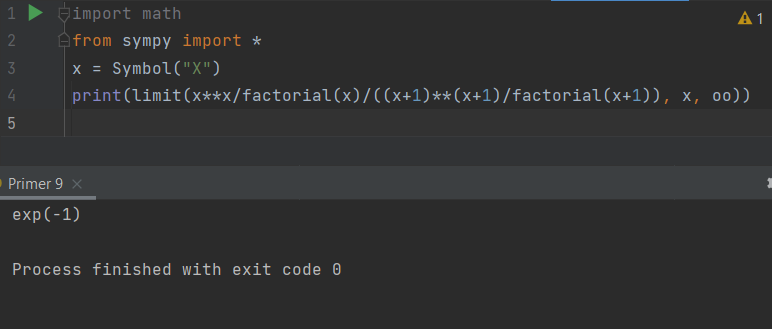 1 import math
⚠ 1
2 from sympy import *
3 x = Symbol("X")
4 print(limit(x**x/factorial(x)/((x+1)**(x+1)/factorial(x+1)), x, oo))
5
Primer 9 ×
exp(-1)
Process finished with exit code 0